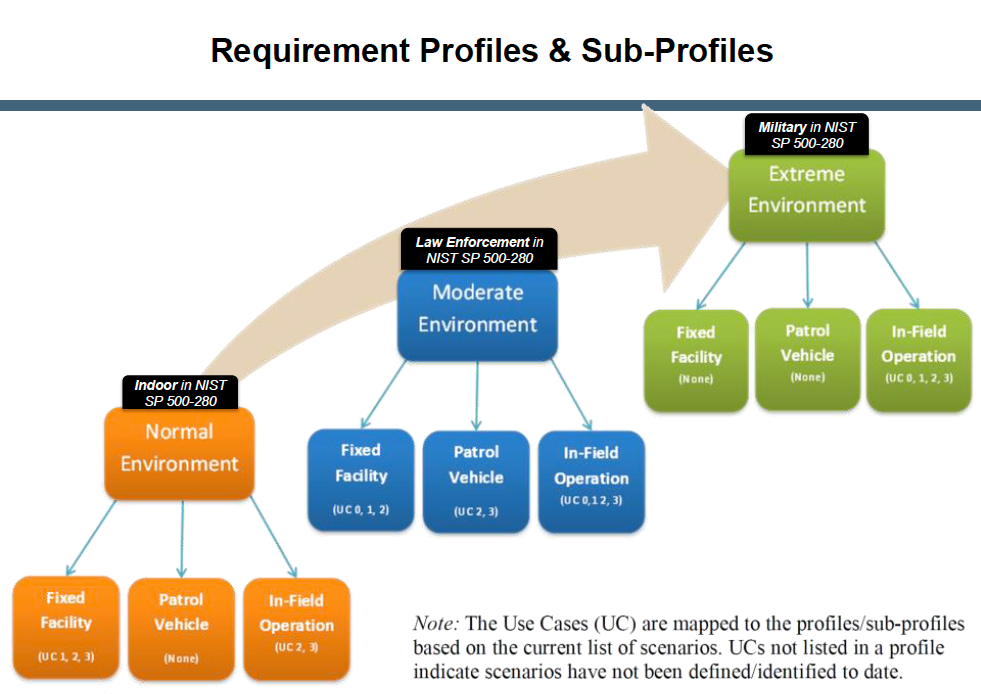 Requirement Profiles & Sub-Profiles
Military in NIST
SP 500-280
Extreme
Environment
Fixed
Facility
(None)
Patrol
Vehicle
(None)
In-Field
Operation
(UC 0, 1, 2, 3)
Law Enforcement in
NIST SP 500-280
Moderate
Environment
Fixed
Facility
(UC 0, 1, 2)
Patrol
Vehicle
(UC 2, 3)
In-Field
Operation
(UC 0,1 2, 3)
Indoor in NIST
SP 500-280
Normal
Environment
Fixed
Facility
(UC 1, 2, 3)
Patrol
Vehicle
(None)
In-Field
Operation
(UC 2, 3)
Note: The Use Cases (UC) are mapped to the profiles/sub-profiles
based on the current list of scenarios. UCs not listed in a profile
indicate scenarios have not been defined/identified to date.